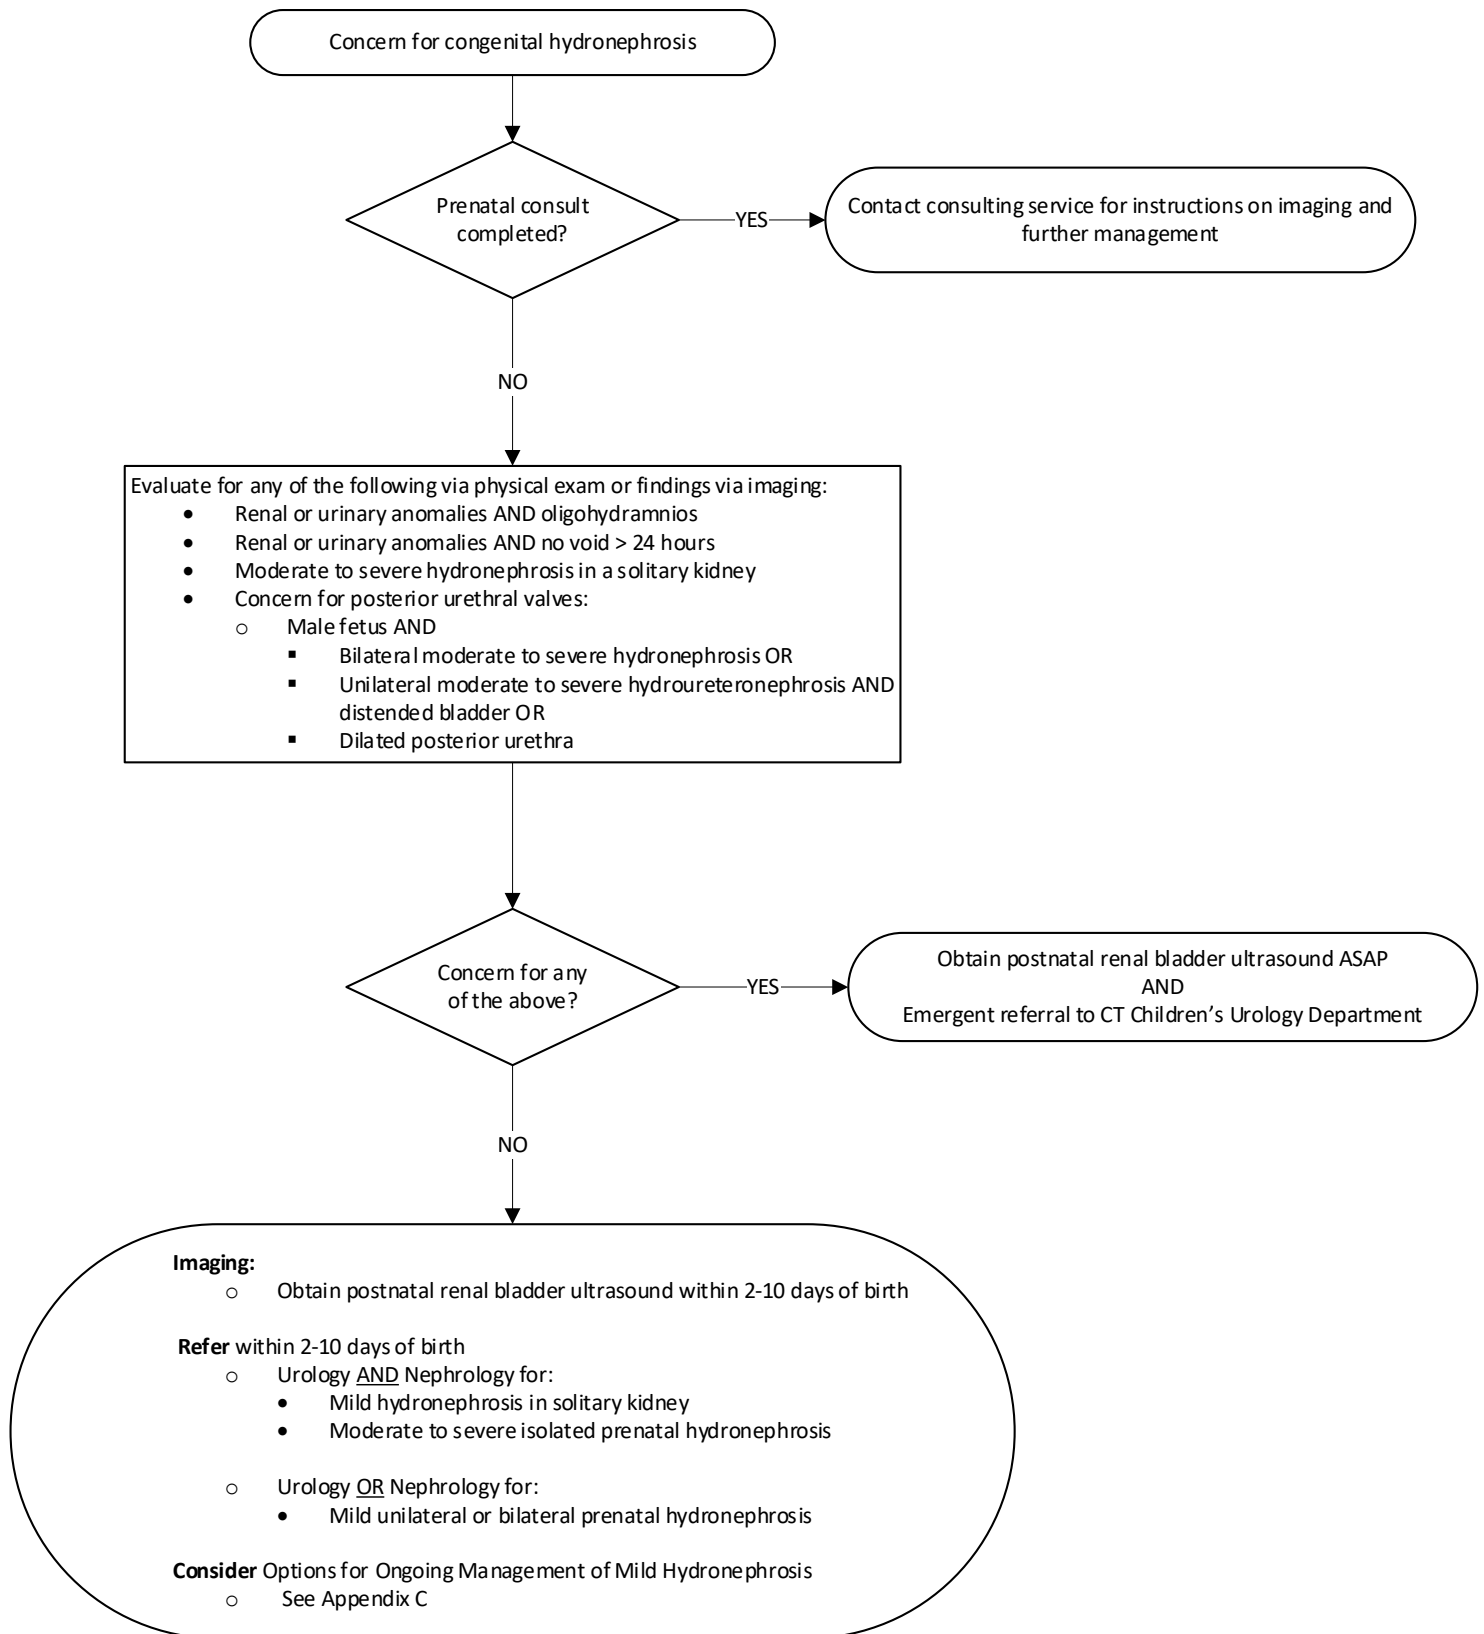 Concern for congenital hydronephrosis
Prenatal consult
completed?
YES
Contact consulting service for instructions on imaging and
further management
NO
Evaluate for any of the following via physical exam or findings via imaging:
• Renal or urinary anomalies AND oligohydramnios
• Renal or urinary anomalies AND no void > 24 hours
• Moderate to severe hydronephrosis in a solitary kidney
• Concern for posterior urethral valves:
o Male fetus AND
▪ Bilateral moderate to severe hydronephrosis OR
▪ Unilateral moderate to severe hydroureteronephrosis AND
distended bladder OR
▪ Dilated posterior urethra
Concern for any
of the above?
YES
Obtain postnatal renal bladder ultrasound ASAP
AND
Emergent referral to CT Children's Urology Department
NO
Imaging:
o Obtain postnatal renal bladder ultrasound within 2-10 days of birth
Refer within 2-10 days of birth
o Urology AND Nephrology for:
• Mild hydronephrosis in solitary kidney
• Moderate to severe isolated prenatal hydronephrosis
o Urology OR Nephrology for:
• Mild unilateral or bilateral prenatal hydronephrosis
Consider Options for Ongoing Management of Mild Hydronephrosis
o See Appendix C